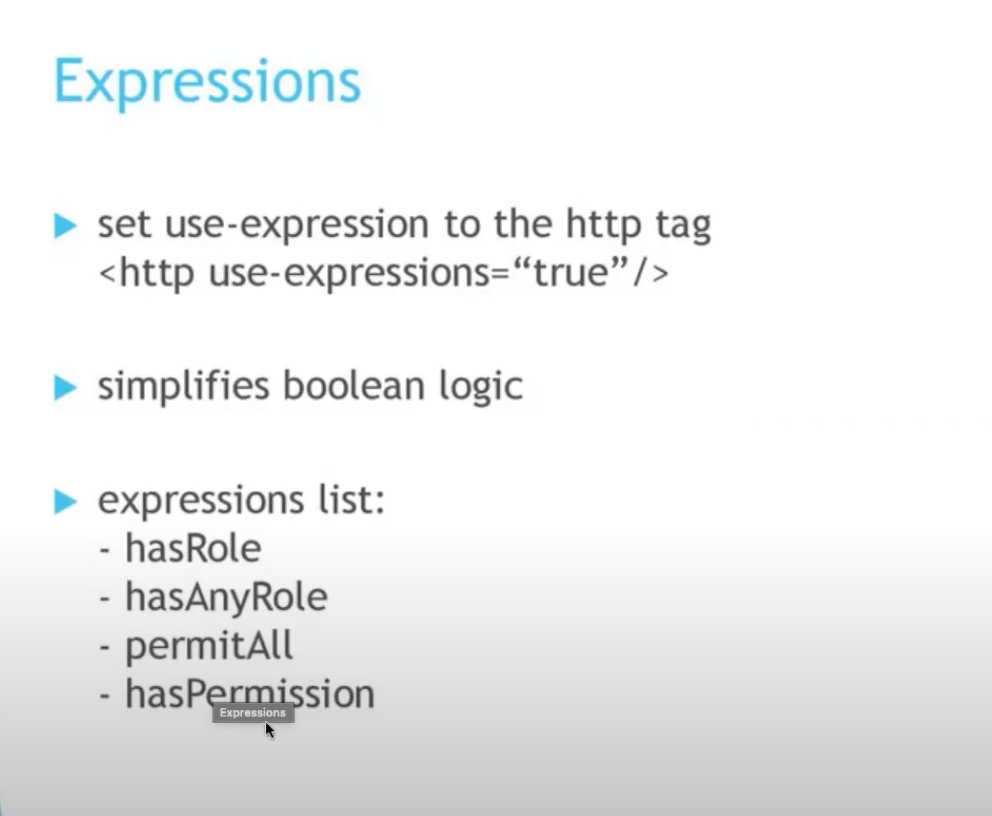 Expressions
set use-expression to the http tag
<http use-expressions=“true”/>
simplifies boolean logic
expressions list:
- hasRole
- hasAnyRole
- permitAll
- hasPermission
Expressions